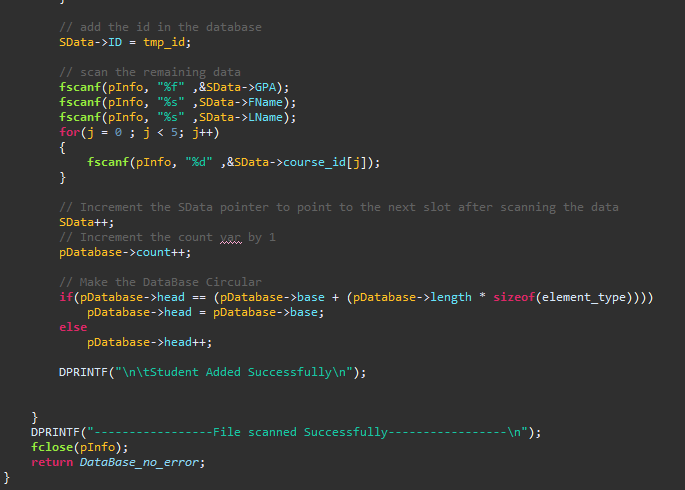 }
// add the id in the database
SData->ID = tmp_id;
// scan the remaining data
fscanf(pInfo, "%f" ,&SData->GPA);
fscanf(pInfo, "%s" ,SData->FName);
fscanf(pInfo, "%s" ,SData->LName);
for(j = 0 ; j < 5; j++)
{
fscanf(pInfo, "%d" ,&SData->course_id[j]);
}
// Increment the SData pointer to point to the next slot after scanning the data
SData++;
// Increment the count var by 1
pDatabase->count++;
// Make the DataBase Circular
if(pDatabase->head == (pDatabase->base + (pDatabase->length * sizeof(element_type))))
pDatabase->head = pDatabase->base;
else
pDatabase->head++;
DPRINTF("\n\tStudent Added Successfully\n");
}
DPRINTF("-----------------File scanned Successfully-----------------\n");
fclose(pInfo);
return DataBase_no_error;
}